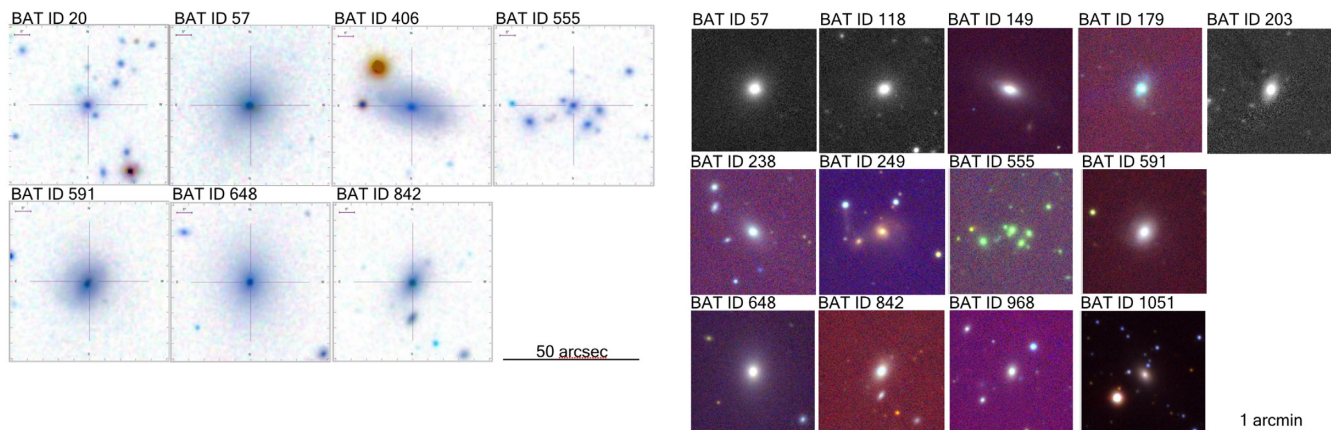 BAT ID 20 BAT ID 57 BAT ID 406 BAT ID 555
BAT ID 591 BAT ID 648 BAT ID 842
50 arcsec
BAT ID 57 BAT ID 118 BAT ID 149 BAT ID 179 BAT ID 203
BAT ID 238 BAT ID 249 BAT ID 555 BAT ID 591
BAT ID 648 BAT ID 842 BAT ID 968 BAT ID 1051
1 arcmin